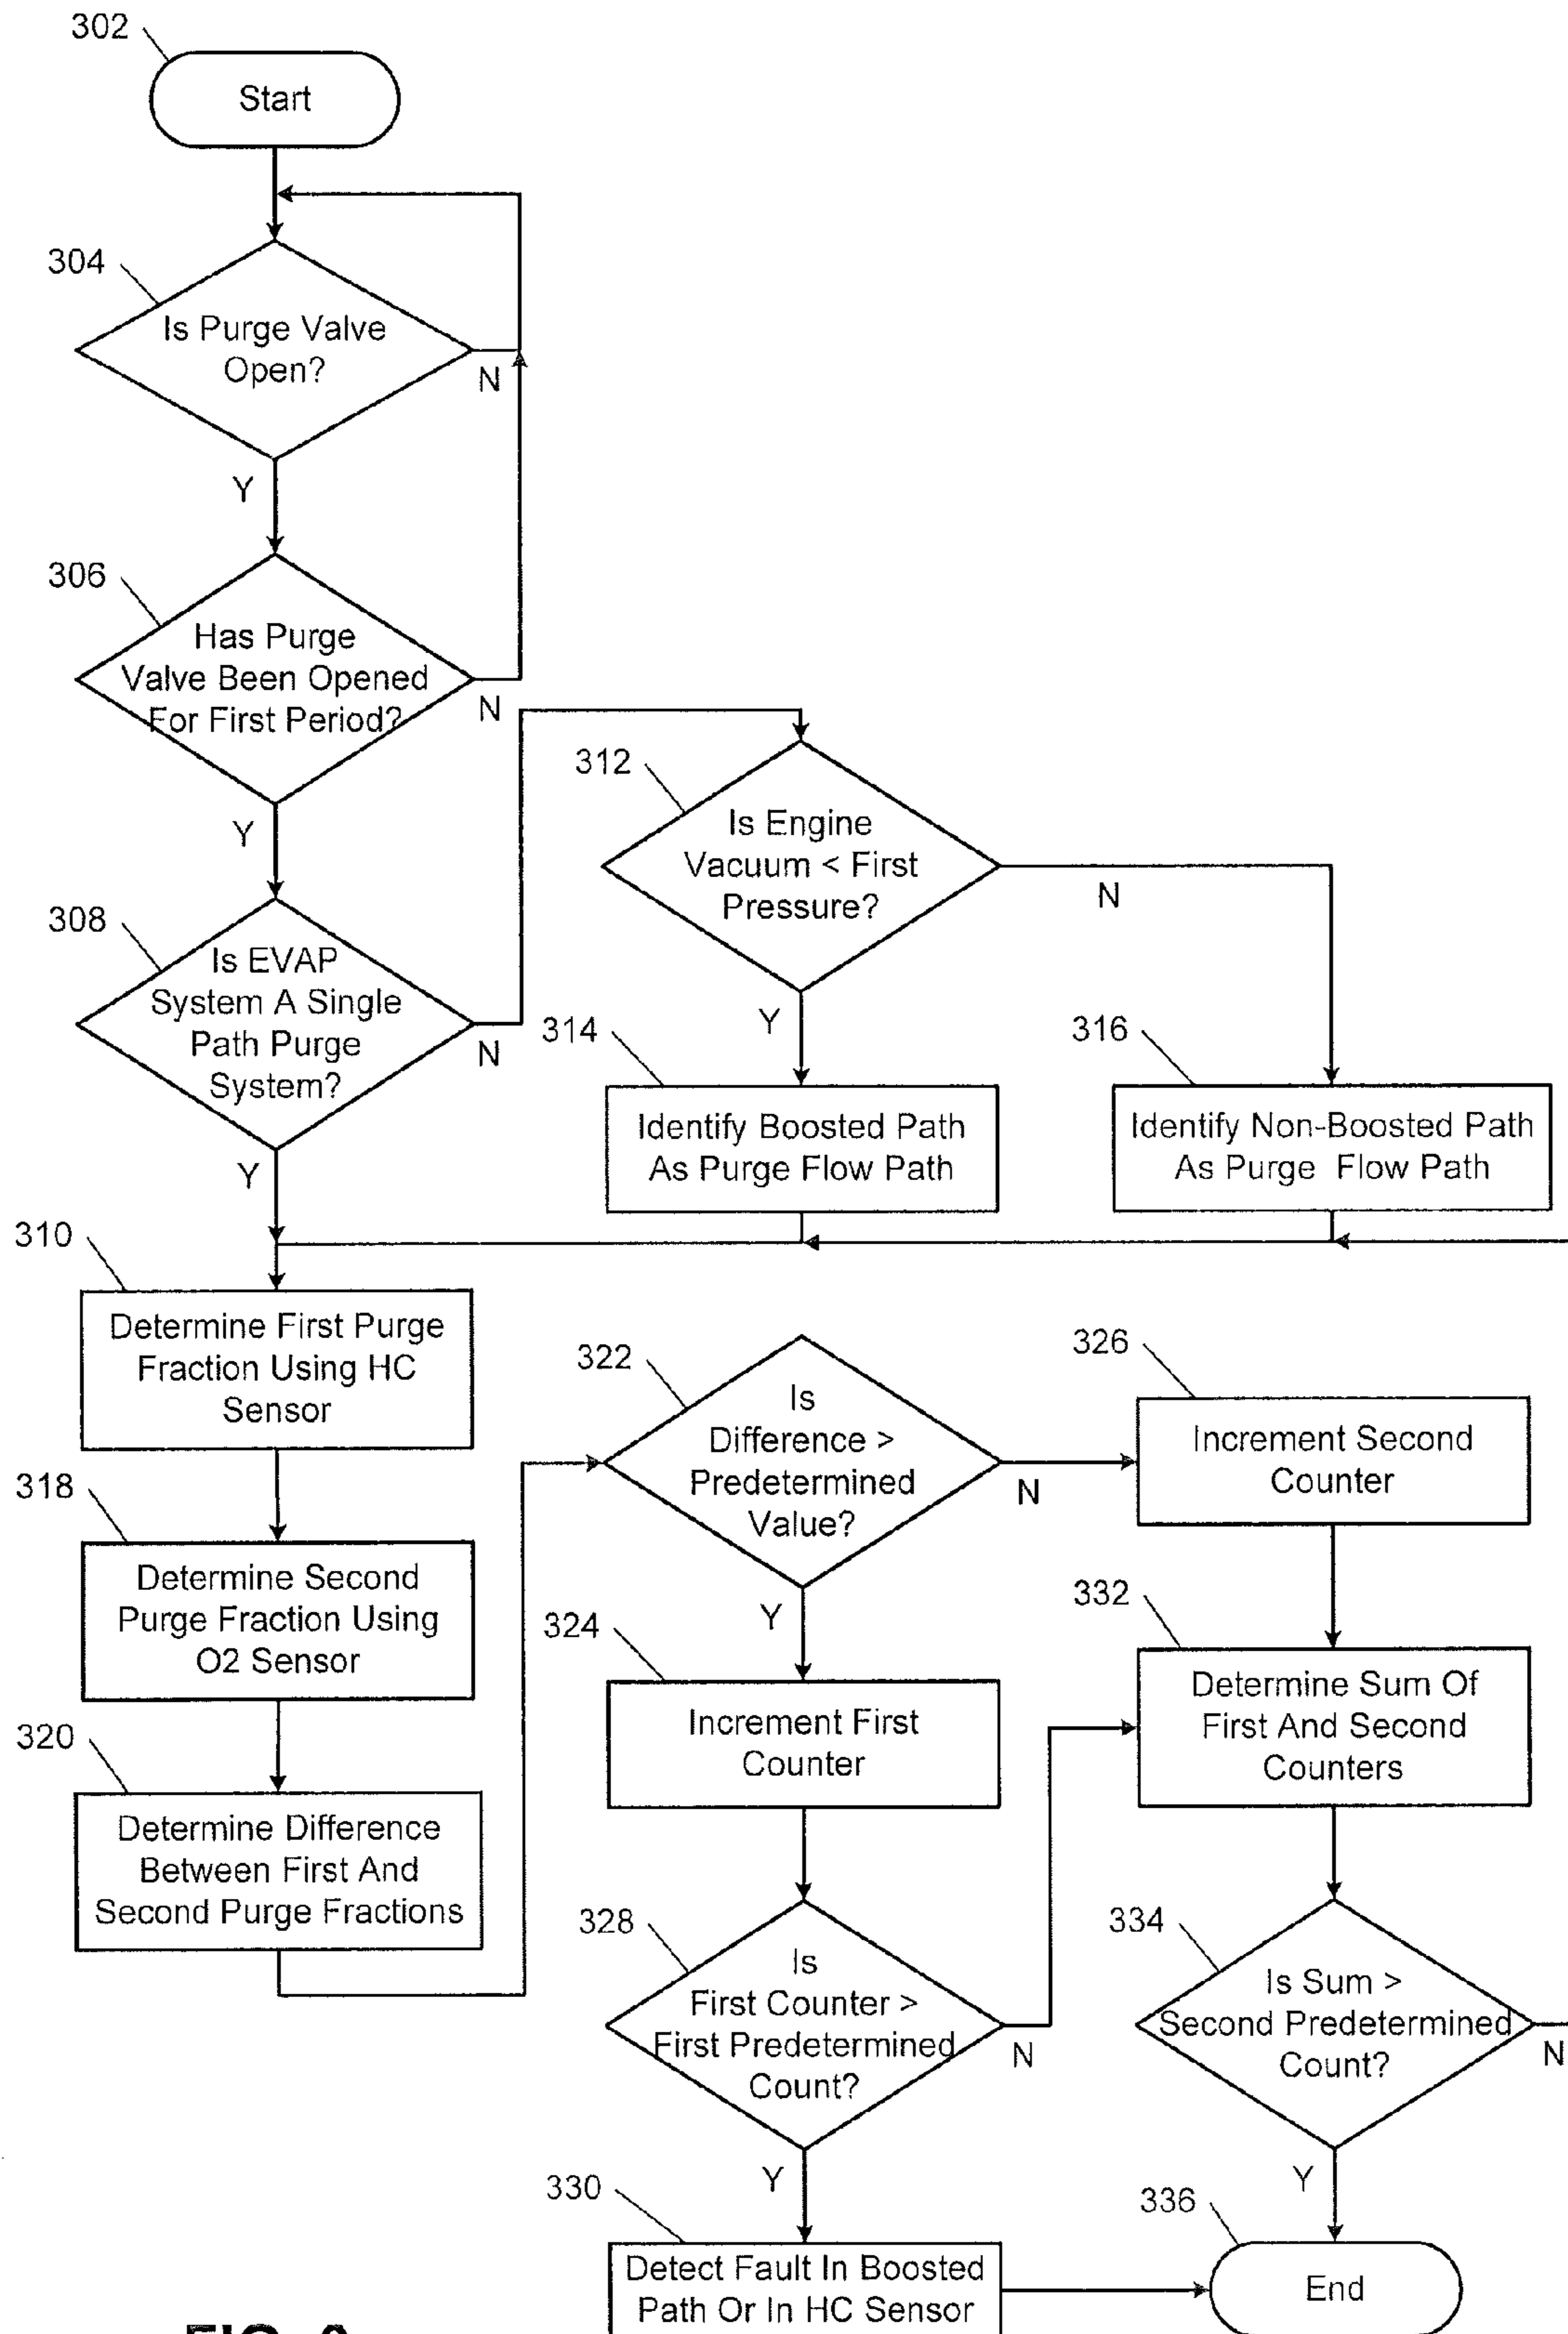 302
Start
304
Is Purge Valve
Open?
N
Y
306
Has Purge
Valve Been Opened
For First Period?
N
Y
308
Is EVAP
System A Single
Path Purge
System?
N
Y
312
Is Engine
Vacuum < First
Pressure?
N
Y
314
Identify Boosted Path
As Purge Flow Path
316
Identify Non-Boosted Path
As Purge Flow Path
310
Determine First Purge
Fraction Using HC
Sensor
318
Determine Second
Purge Fraction Using
O2 Sensor
320
Determine Difference
Between First And
Second Purge Fractions
322
Is
Difference >
Predetermined
Value?
N
Y
326
Increment Second
Counter
324
Increment First
Counter
332
Determine Sum Of
First And Second
Counters
328
Is
First Counter >
First Predetermined
Count?
N
Y
334
Is Sum >
Second Predetermined
Count?
N
Y
330
Detect Fault In Boosted
Path Or In HC Sensor
336
End
FIG.